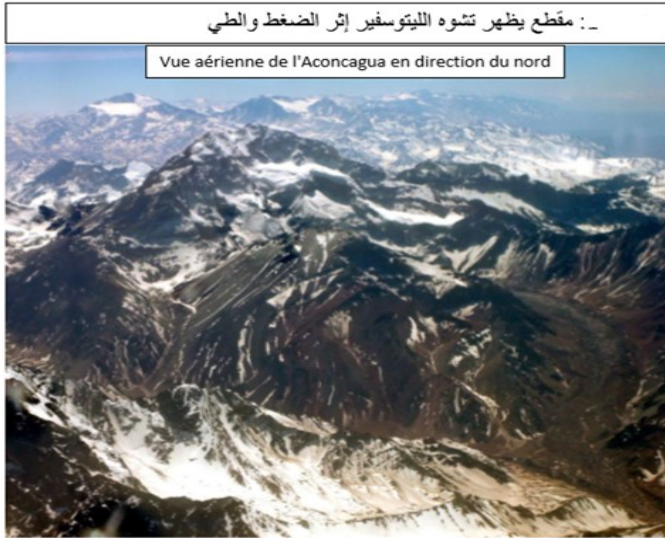 _: مقطع يظهر تشوه الليتوسفير إثر الضغط والطي
Vue aérienne de l'Aconcagua en direction du nord